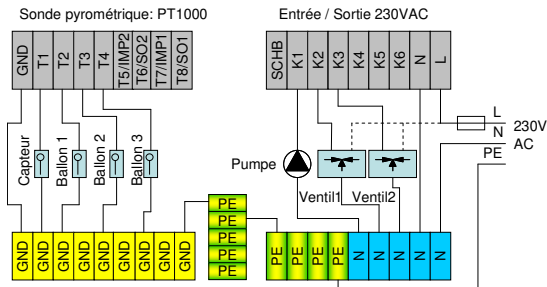 Sonde pyrométrique: PT1000
Entrée / Sortie 230VAC
GND T1 T2 T3 T4 T5/IMP2 T6/SO2 T7/IMP1 T8/SO1
SCHB K1 K2 K3 K4 K5 K6 N L
Capteur
Ballon 1
Ballon 2
Ballon 3
Pumpe
Ventil1
Ventil2
L
N
PE
230V
AC
GND GND GND GND GND GND GND GND GND
PE
PE
PE
PE
PE
PE PE PE PE N N N N N